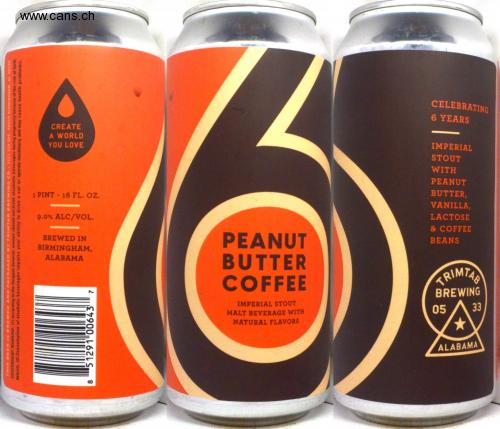 www.cans.ch
CREATE
A WORLD
YOU LOVE
1 PINT - 16 FL. OZ.
9.0% ALC/VOL.
BREWED IN
BIRMINGHAM,
ALABAMA
8 51291 00643 7
6
PEANUT
BUTTER
COFFEE
IMPERIAL STOUT
MALT BEVERAGE WITH
NATURAL FLAVORS
CELEBRATING
6 YEARS
IMPERIAL
STOUT
WITH
PEANUT
BUTTER,
VANILLA,
LACTOSE
& COFFEE
BEANS
TRIMTAB
BREWING
05 33
ALABAMA